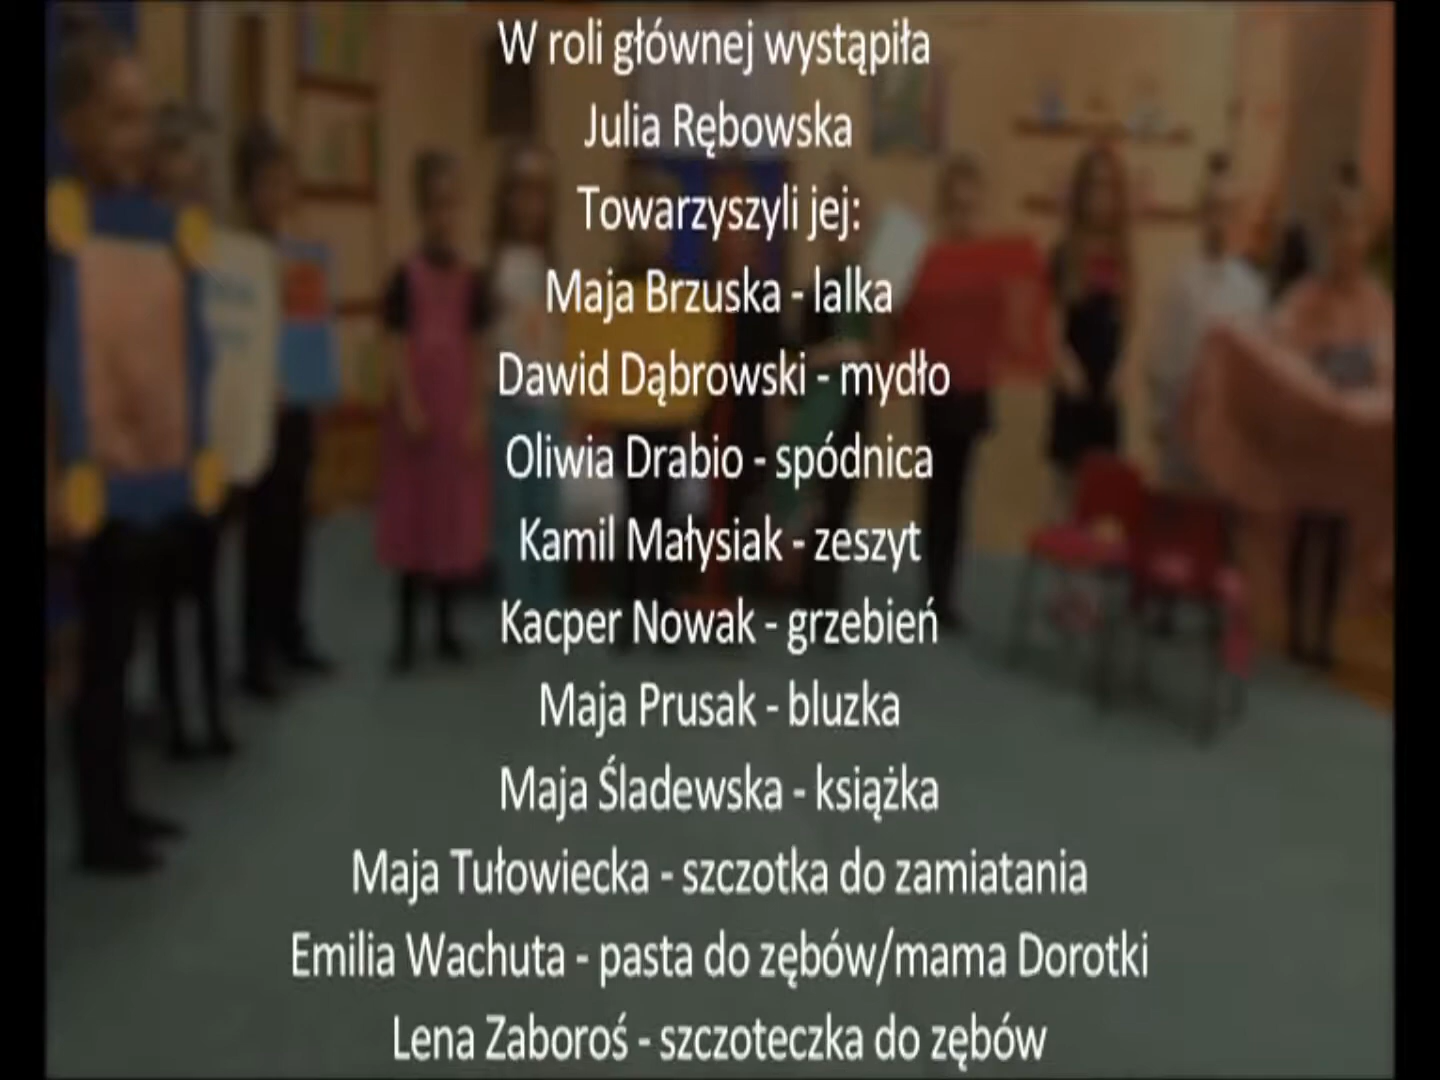 W roli głównej wystąpiła
Julia Rębowska
Towarzyszyli jej:
Maja Brzuska - lalka
Dawid Dąbrowski - mydło
Oliwia Drabio - spódnica
Kamil Małysiak - zeszyt
Kacper Nowak - grzebień
Maja Prusak - bluzka
Maja Śladewska - książka
Maja Tułowiecka - szczotka do zamiatania
Emilia Wachuta - pasta do zębów/mama Dorotki
Lena Zaboroś - szczoteczka do zębów